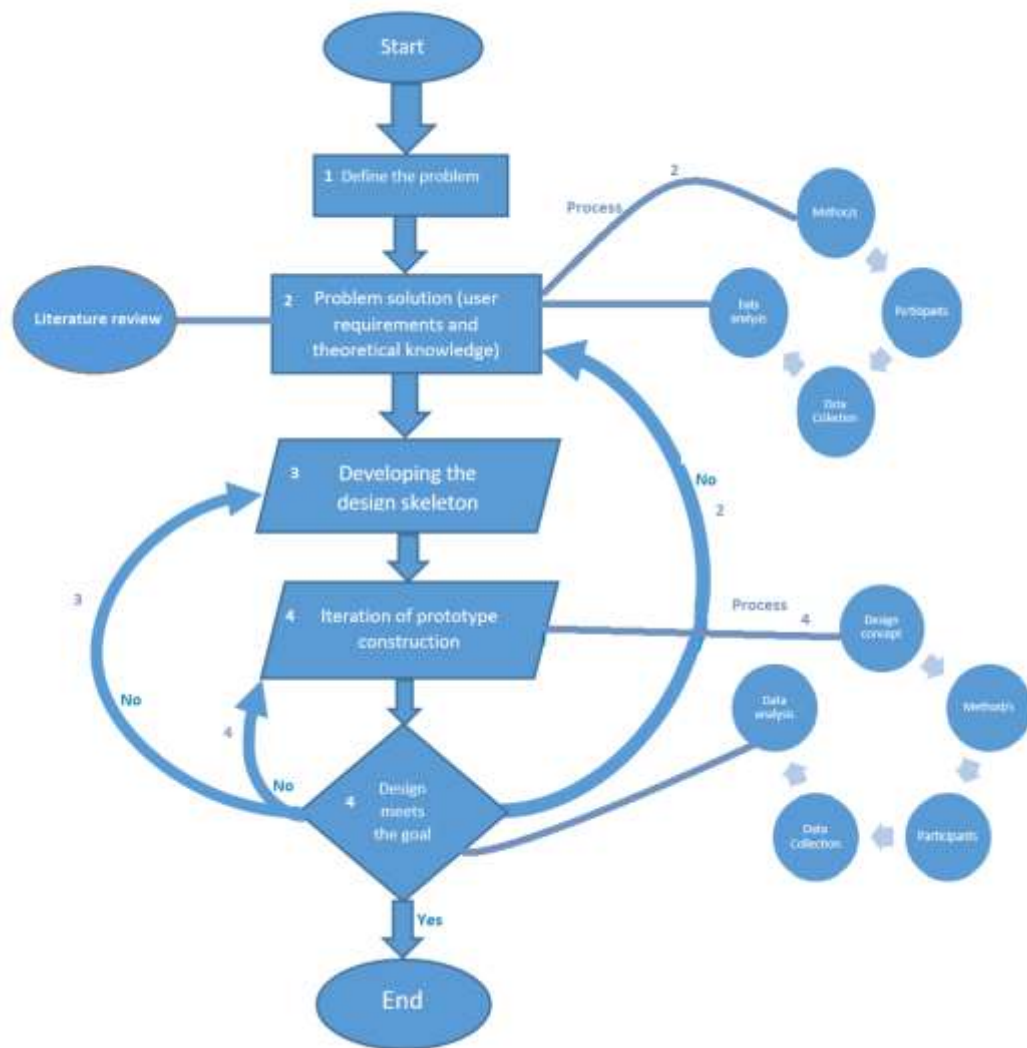 Start
1 Define the problem
2
Process
Method/s
2 Problem solution (user
requirements and
theoretical knowledge)
Literature review
Data
analysis
Participants
Data
Collection
3 Developing the
design skeleton
No
2
3
4 Iteration of prototype
construction
Process
4
Design
concept
No
4
Data
analysis
Method/s
No
4 Design
meets
the goal
Data
Collection
Participants
Yes
End